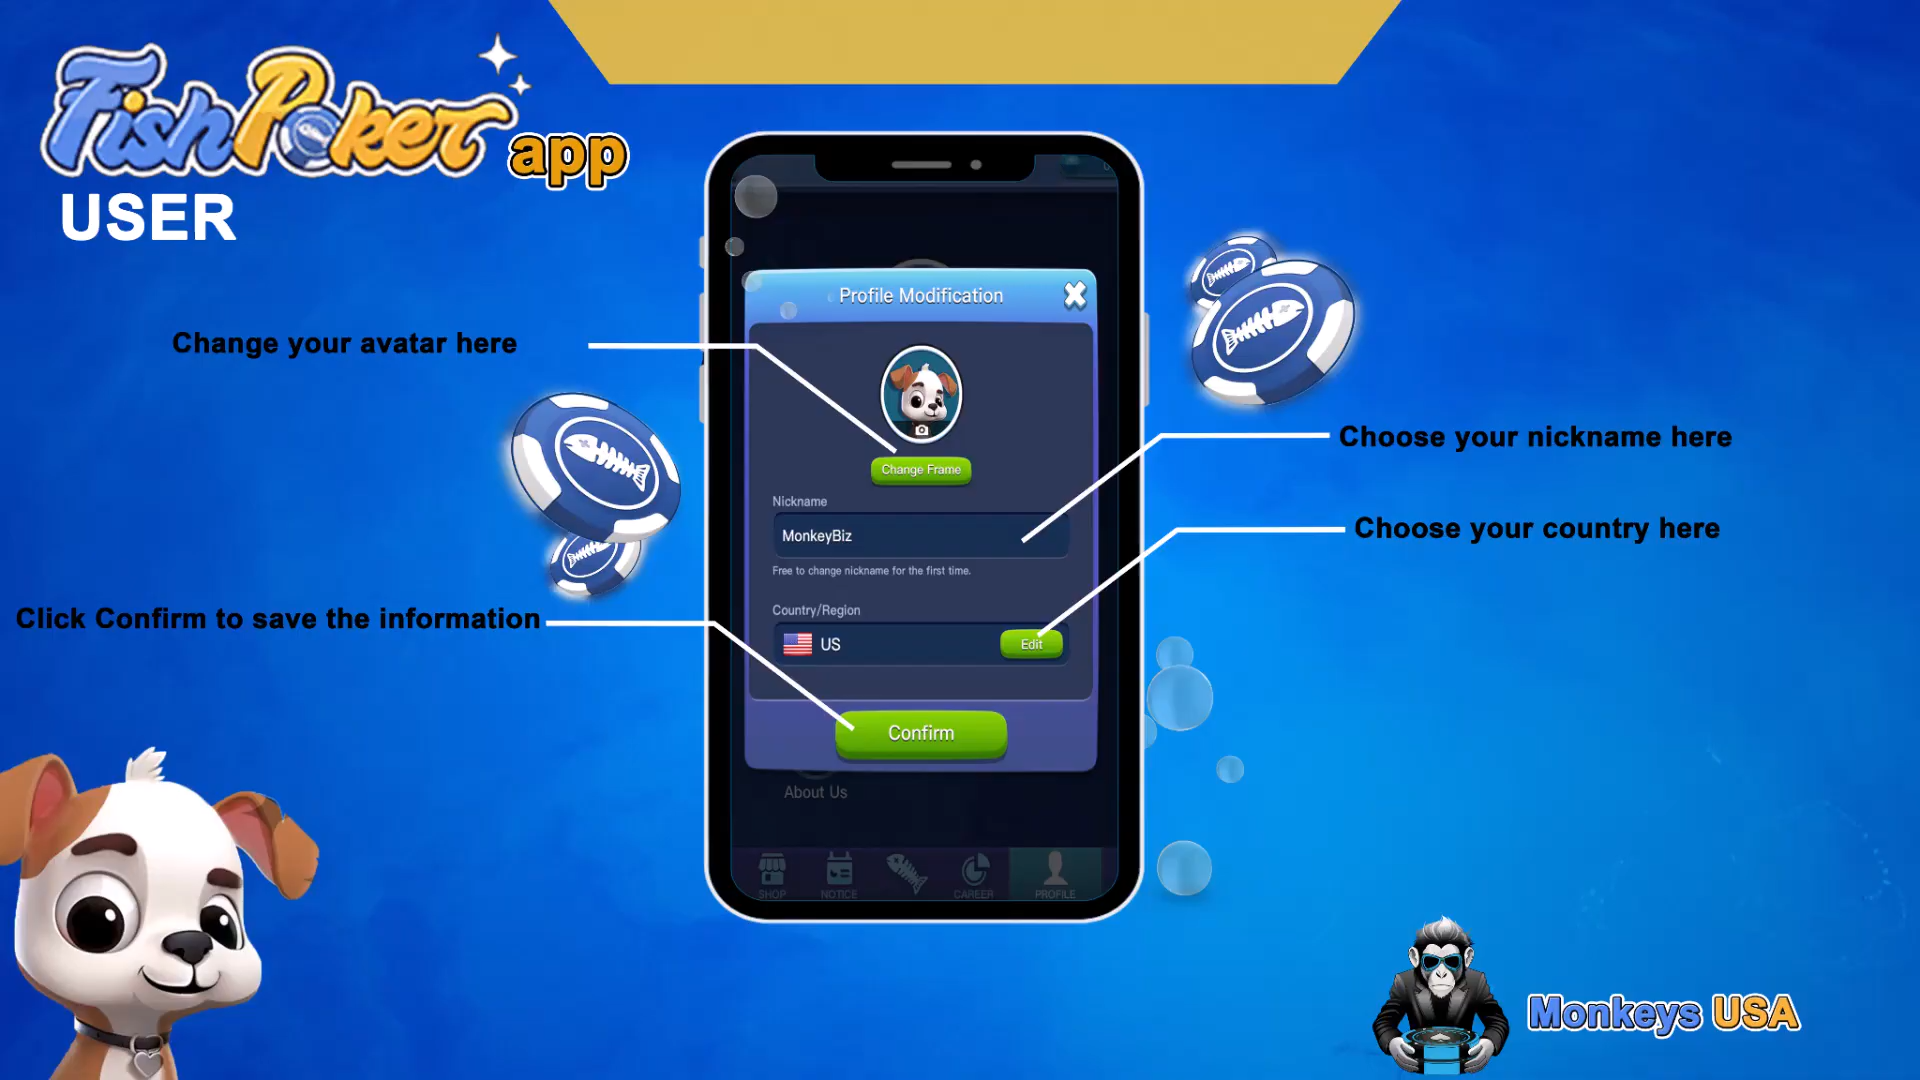 FishPoker app
USER
Profile Modification
Change your avatar here
Change Frame
Choose your nickname here
Nickname
MonkeyBiz
Choose your country here
Free to change nickname for the first time.
Country/Region
Click Confirm to save the information
US
Edit
Confirm
About Us
SHOP
NOTICE
CAREER
PROFILE
Monkeys USA